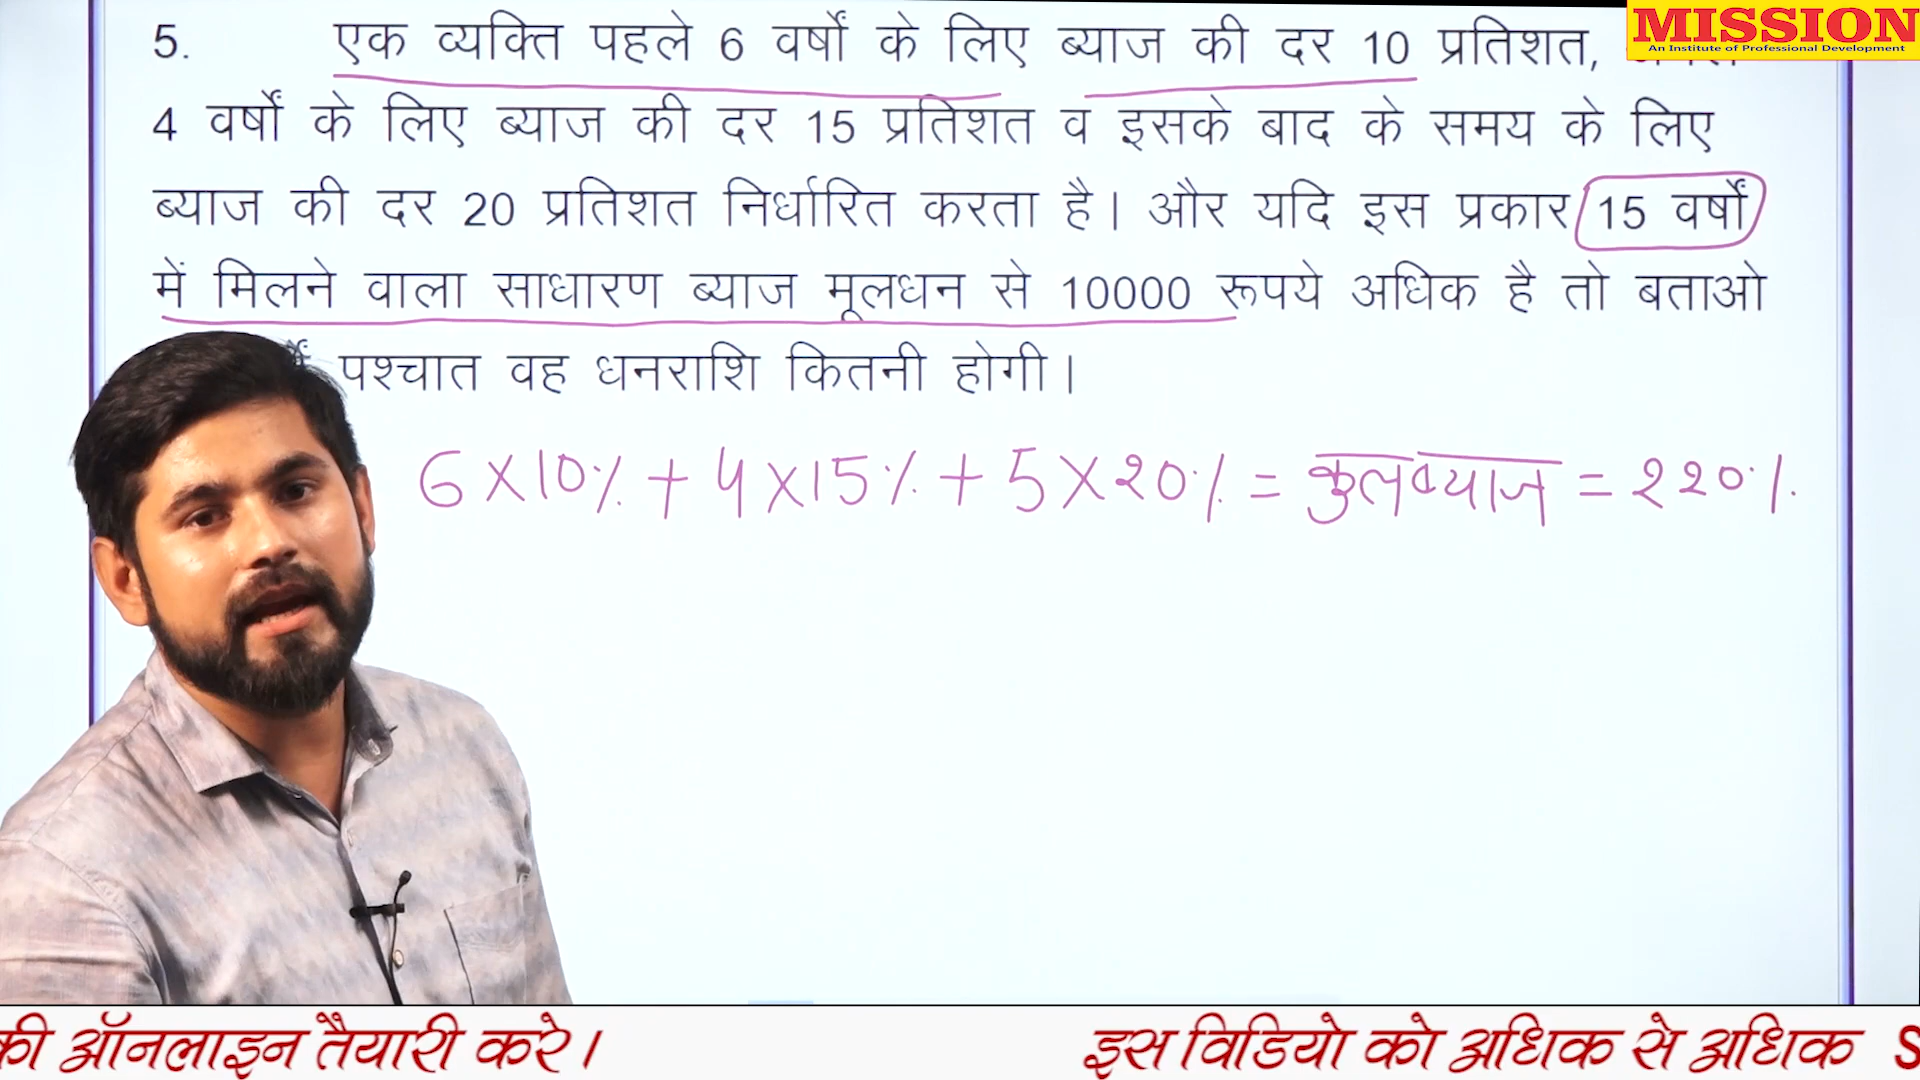 MISSION
An Institute of Professional Development
5. एक व्यक्ति पहले 6 वर्षों के लिए ब्याज की दर 10 प्रतिशत,
4 वर्षों के लिए ब्याज की दर 15 प्रतिशत व इसके बाद के समय के लिए
ब्याज की दर 20 प्रतिशत निर्धारित करता है। और यदि इस प्रकार 15 वर्षों
में मिलने वाला साधारण ब्याज मूलधन से 10000 रूपये अधिक है तो बताओ
पश्चात वह धनराशि कितनी होगी।
6×10% + 4×15% + 5×20% = कुलब्याज = 220%
की ऑनलाइन तैयारी करे। इस विडियो को अधिक से अधिक S